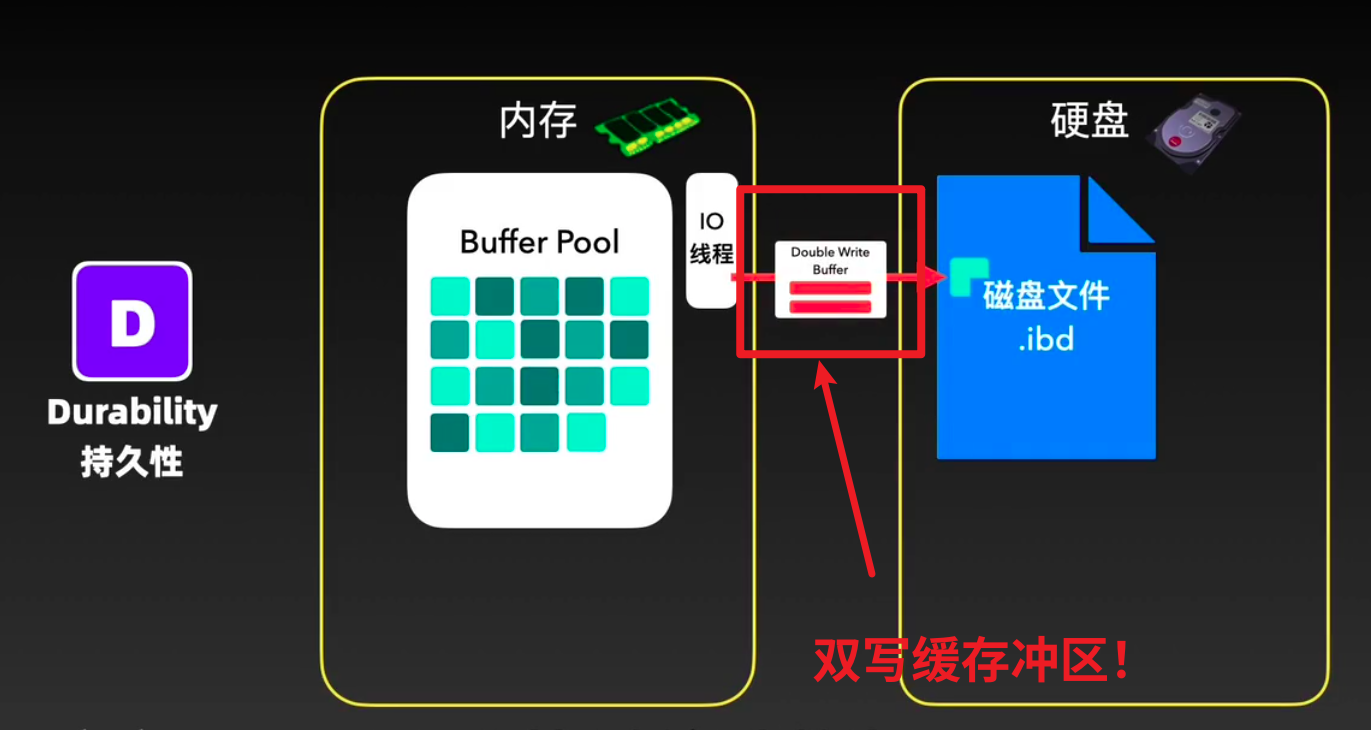 内存
硬盘
Buffer Pool
IO
线程
Double Write
Buffer
磁盘文件
.ibd
D
Durability
持久性
双写缓存冲区！